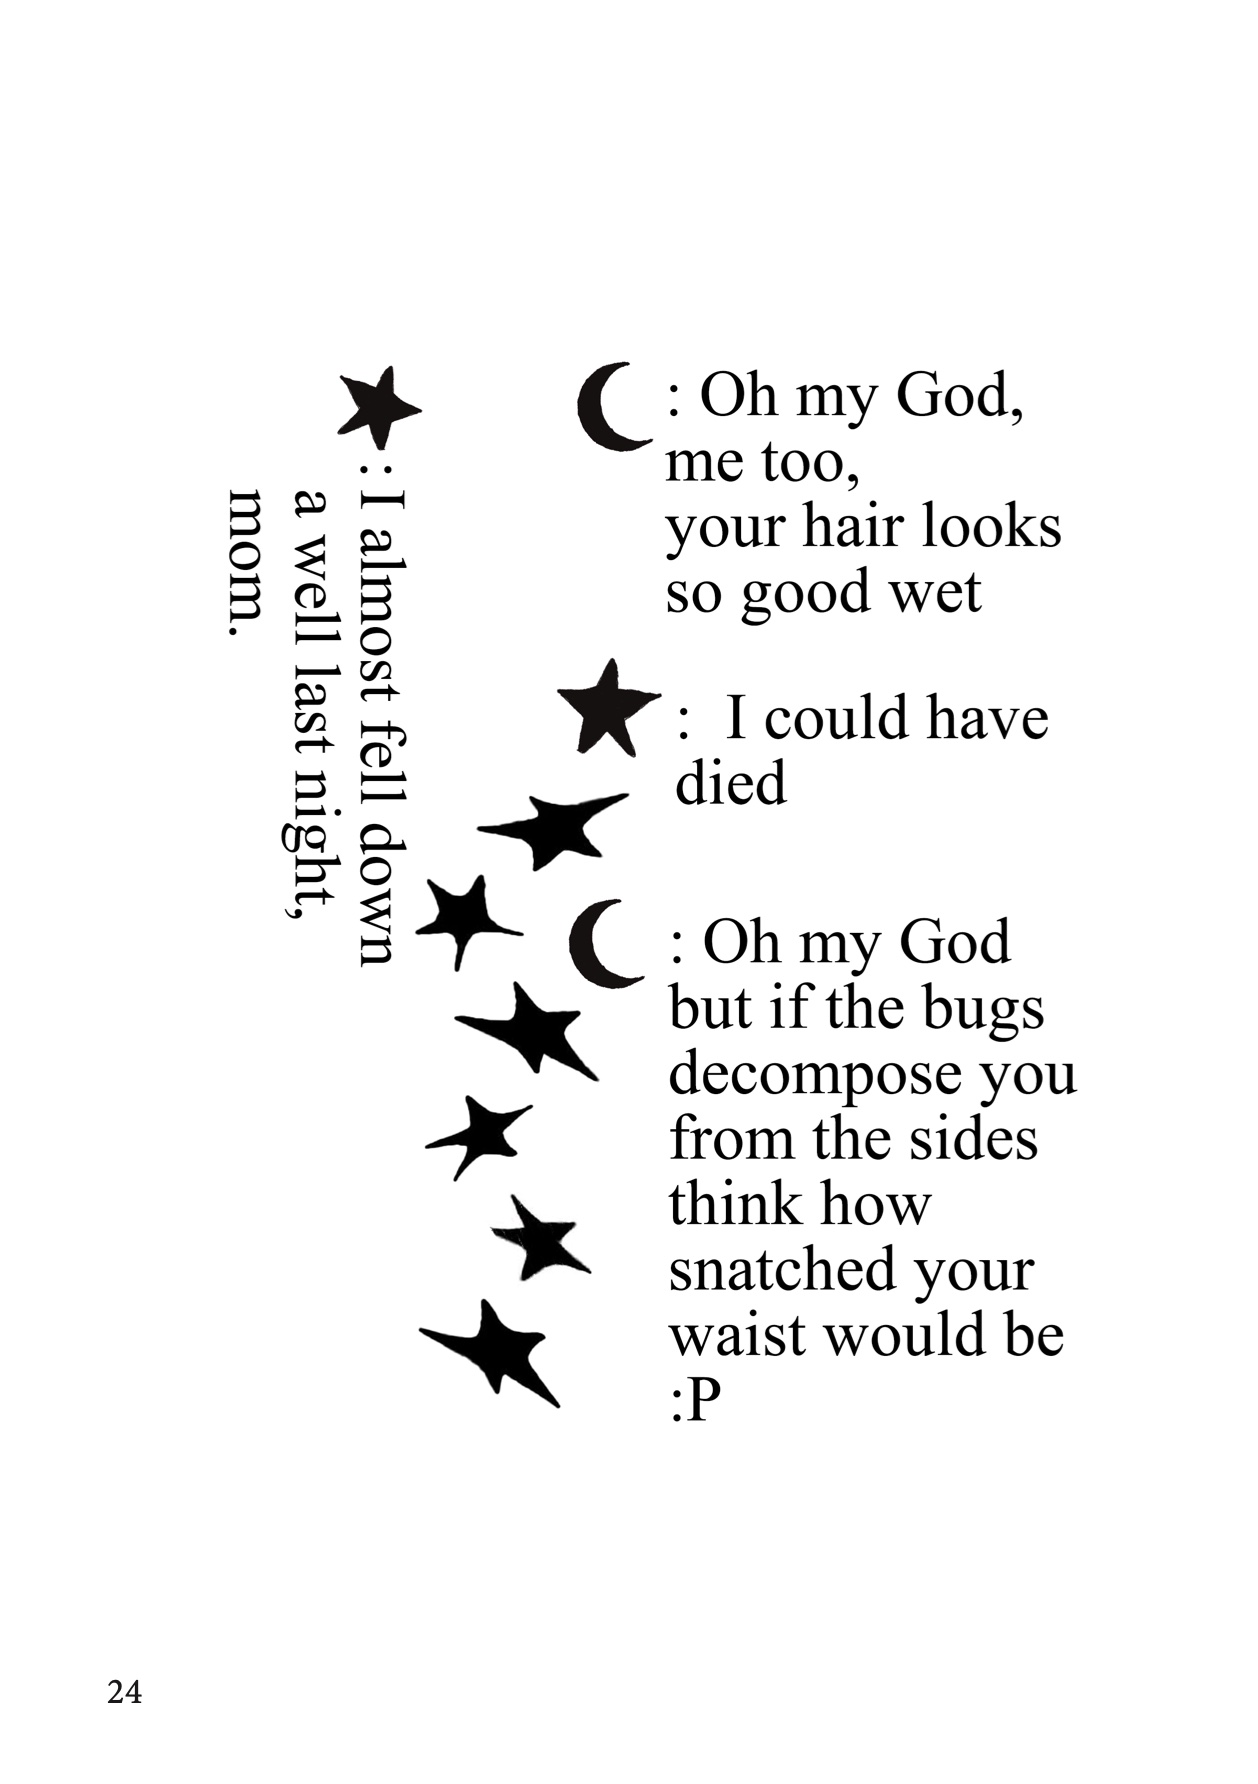 : I almost fell down
a well last night,
mom.
: Oh my God,
me too,
your hair looks
so good wet
:  I could have
died
: Oh my God
but if the bugs
decompose you
from the sides
think how
snatched your
waist would be
:P
24